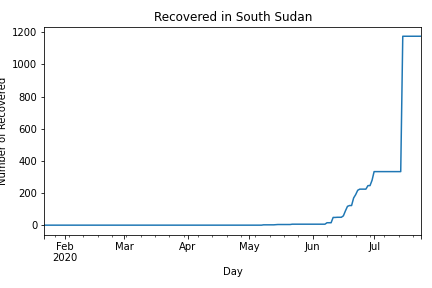 Recovered in South Sudan
Number of Recovered
1200
1000
800
600
400
200
0
Feb
2020
Mar
Apr
May
Jun
Jul
Day